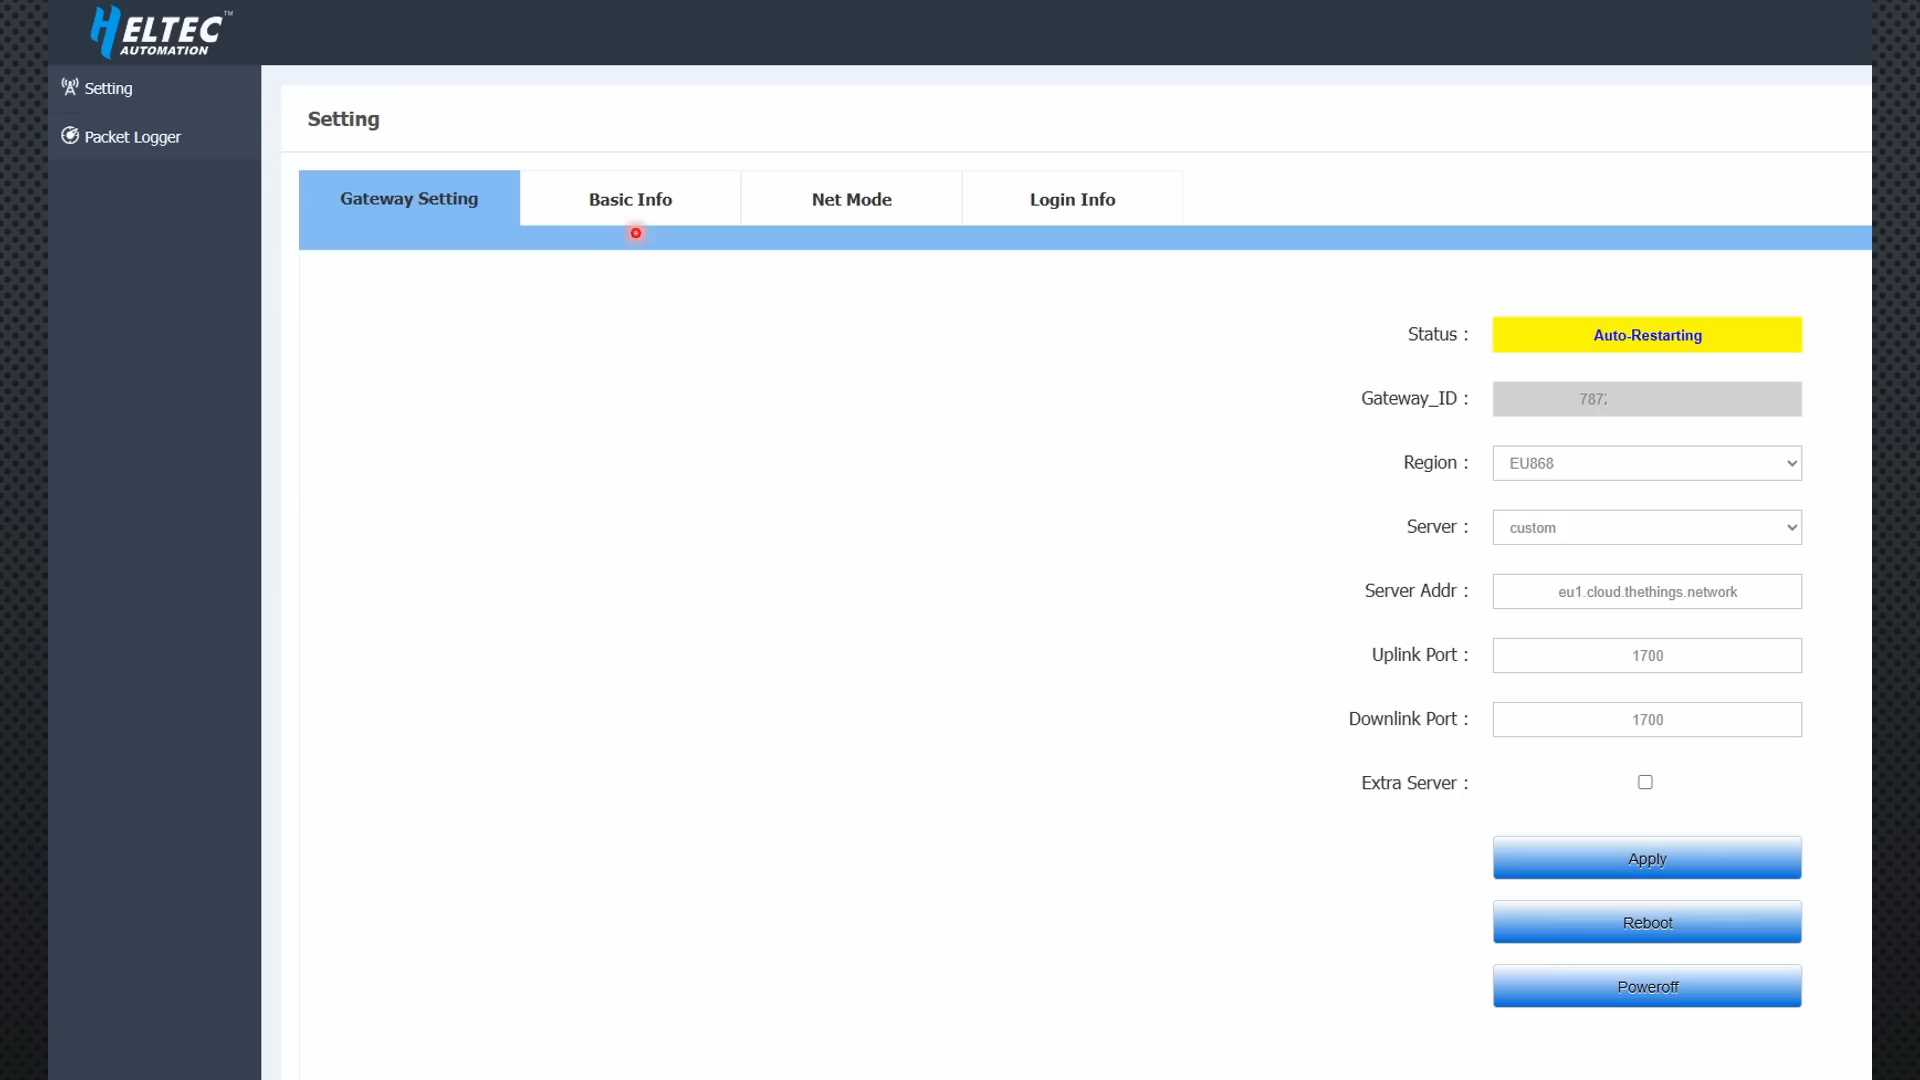 HELTEC™
AUTOMATION
Setting
Packet Logger
Setting
Gateway Setting
Basic Info
Net Mode
Login Info
Status :
Auto-Restarting
Gateway_ID :
Region :
EU868
Server :
custom
Server Addr :
eu1.cloud.thethings.network
Uplink Port :
1700
Downlink Port :
1700
Extra Server :
Apply
Reboot
Poweroff